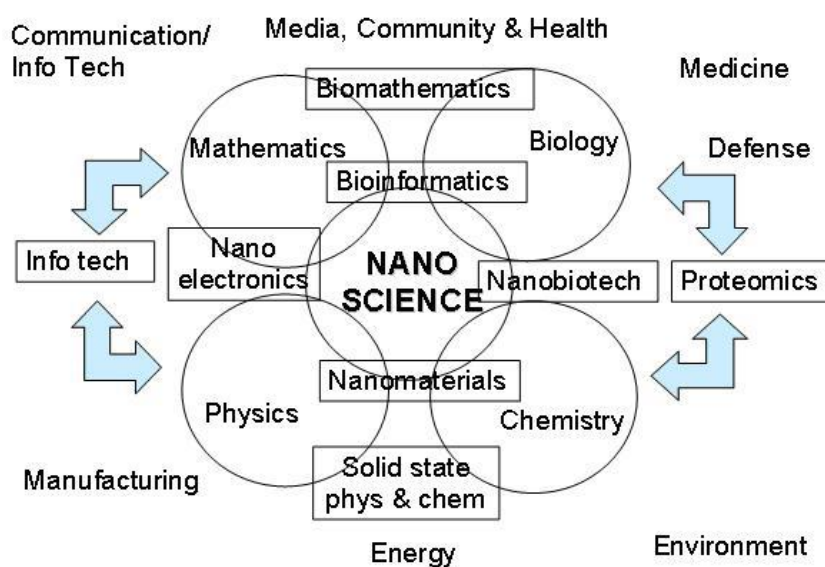 Communication/
Info Tech
Media, Community & Health
Medicine
Biomathematics
Mathematics
Biology
Defense
Bioinformatics
Info tech
Nano
electronics
NANO
SCIENCE
Nanobiotech
Proteomics
Nanomaterials
Physics
Chemistry
Manufacturing
Solid state
phys & chem
Energy
Environment